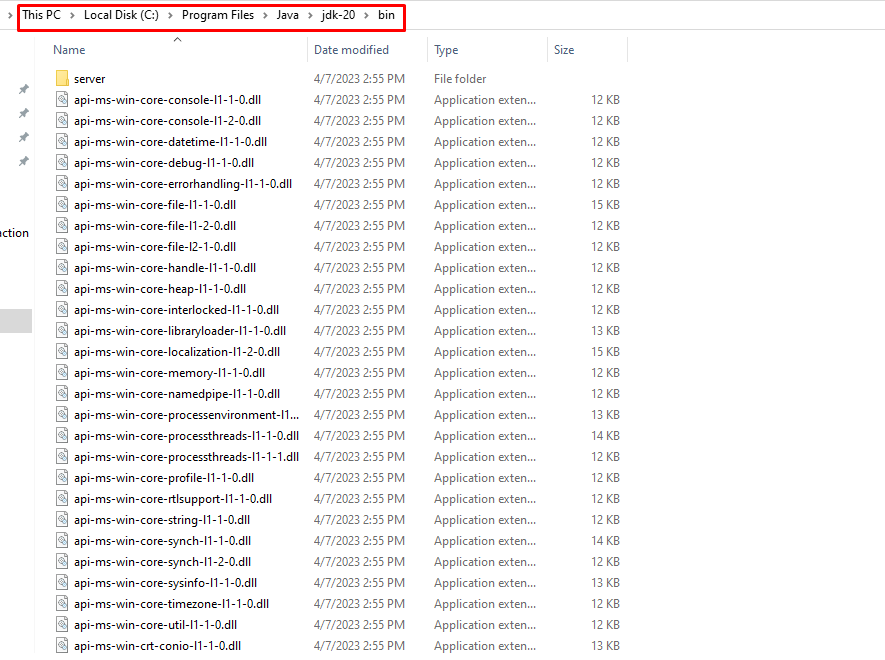 This PC > Local Disk (C:) > Program Files > Java > jdk-20 > bin
Name Date modified Type Size
server 4/7/2023 2:55 PM File folder
api-ms-win-core-console-l1-1-0.dll 4/7/2023 2:55 PM Application exten... 12 KB
api-ms-win-core-console-l1-2-0.dll 4/7/2023 2:55 PM Application exten... 12 KB
api-ms-win-core-datetime-l1-1-0.dll 4/7/2023 2:55 PM Application exten... 12 KB
api-ms-win-core-debug-l1-1-0.dll 4/7/2023 2:55 PM Application exten... 12 KB
api-ms-win-core-errorhandling-l1-1-0.dll 4/7/2023 2:55 PM Application exten... 12 KB
api-ms-win-core-file-l1-1-0.dll 4/7/2023 2:55 PM Application exten... 15 KB
api-ms-win-core-file-l1-2-0.dll 4/7/2023 2:55 PM Application exten... 12 KB
ction
api-ms-win-core-file-l2-1-0.dll 4/7/2023 2:55 PM Application exten... 12 KB
api-ms-win-core-handle-l1-1-0.dll 4/7/2023 2:55 PM Application exten... 12 KB
api-ms-win-core-heap-l1-1-0.dll 4/7/2023 2:55 PM Application exten... 12 KB
api-ms-win-core-interlocked-l1-1-0.dll 4/7/2023 2:55 PM Application exten... 12 KB
api-ms-win-core-libraryloader-l1-1-0.dll 4/7/2023 2:55 PM Application exten... 13 KB
api-ms-win-core-localization-l1-2-0.dll 4/7/2023 2:55 PM Application exten... 15 KB
api-ms-win-core-memory-l1-1-0.dll 4/7/2023 2:55 PM Application exten... 12 KB
api-ms-win-core-namedpipe-l1-1-0.dll 4/7/2023 2:55 PM Application exten... 12 KB
api-ms-win-core-processenvironment-l1... 4/7/2023 2:55 PM Application exten... 13 KB
api-ms-win-core-processthreads-l1-1-0.dll 4/7/2023 2:55 PM Application exten... 14 KB
api-ms-win-core-processthreads-l1-1-1.dll 4/7/2023 2:55 PM Application exten... 12 KB
api-ms-win-core-profile-l1-1-0.dll 4/7/2023 2:55 PM Application exten... 12 KB
api-ms-win-core-rtlsupport-l1-1-0.dll 4/7/2023 2:55 PM Application exten... 12 KB
api-ms-win-core-string-l1-1-0.dll 4/7/2023 2:55 PM Application exten... 12 KB
api-ms-win-core-synch-l1-1-0.dll 4/7/2023 2:55 PM Application exten... 14 KB
api-ms-win-core-synch-l1-2-0.dll 4/7/2023 2:55 PM Application exten... 12 KB
api-ms-win-core-sysinfo-l1-1-0.dll 4/7/2023 2:55 PM Application exten... 13 KB
api-ms-win-core-timezone-l1-1-0.dll 4/7/2023 2:55 PM Application exten... 12 KB
api-ms-win-core-util-l1-1-0.dll 4/7/2023 2:55 PM Application exten... 12 KB
api-ms-win-crt-conio-l1-1-0.dll 4/7/2023 2:55 PM Application exten... 13 KB